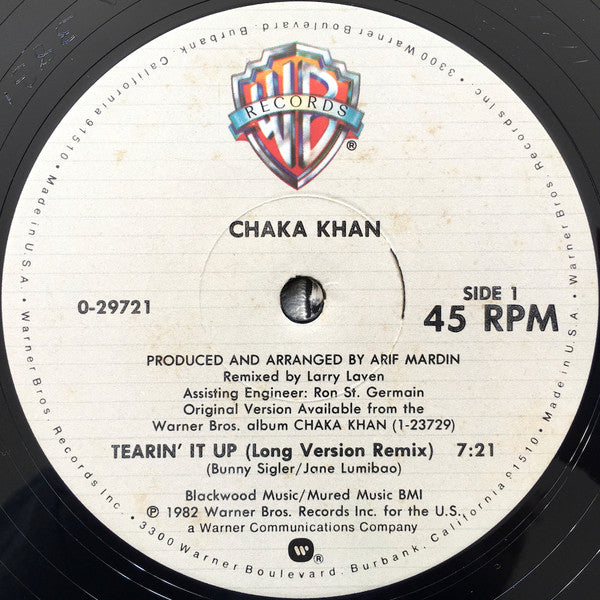 WB
RECORDS
®
CHAKA KHAN
0-29721
SIDE 1
45 RPM
PRODUCED AND ARRANGED BY ARIF MARDIN
Remixed by Larry Laven
Assisting Engineer: Ron St. Germain
Original Version Available from the
Warner Bros. album CHAKA KHAN (1-23729)
TEARIN' IT UP (Long Version Remix) 7:21
(Bunny Sigler/Jane Lumibao)
Blackwood Music/Mured Music BMI
℗ 1982 Warner Bros. Records Inc. for the U.S.
a Warner Communications Company
®
• 3300 Warner Boulevard, Burbank, California 91510 • Made in U.S.A. • Warner Bros. Records Inc. • 3300 Warner Boulevard, Burbank, California 91510 • Made in U.S.A. • Warner Bros. Records Inc.